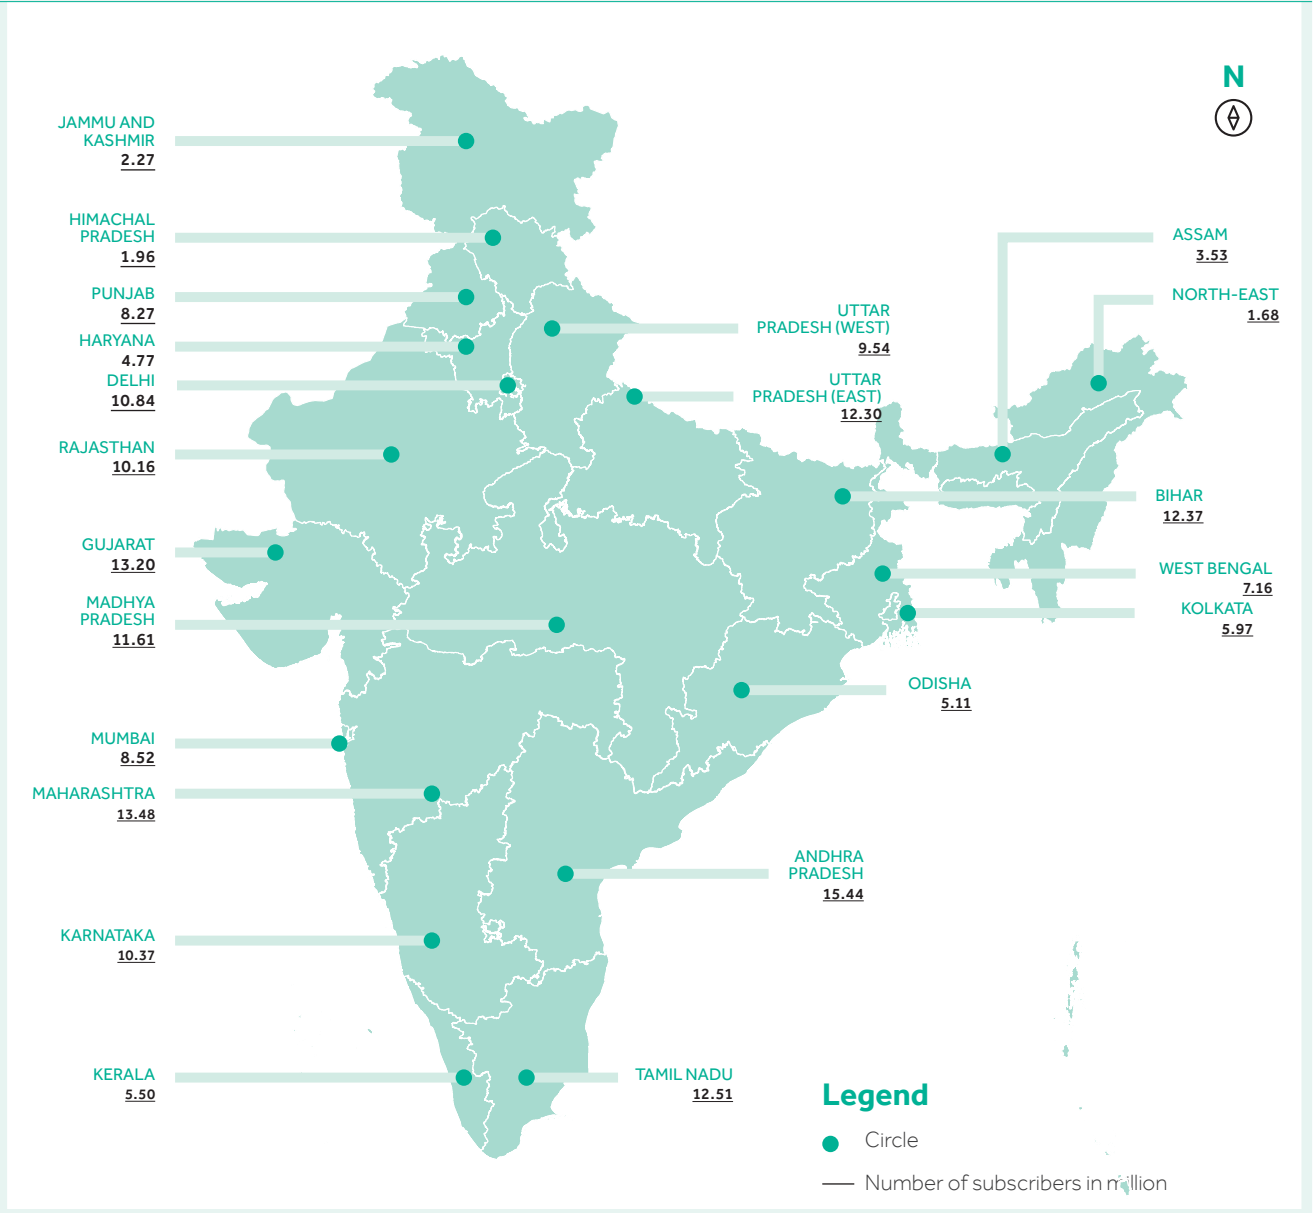 N
JAMMU AND
KASHMIR
2.27
HIMACHAL
PRADESH
1.96
PUNJAB
8.27
HARYANA
4.77
DELHI
10.84
RAJASTHAN
10.16
GUJARAT
13.20
MADHYA
PRADESH
11.61
MUMBAI
8.52
MAHARASHTRA
13.48
KARNATAKA
10.37
KERALA
5.50
UTTAR
PRADESH (WEST)
9.54
UTTAR
PRADESH (EAST)
12.30
ASSAM
3.53
NORTH-EAST
1.68
BIHAR
12.37
WEST BENGAL
7.16
KOLKATA
5.97
ODISHA
5.11
ANDHRA
PRADESH
15.44
TAMIL NADU
12.51
Legend
Circle
Number of subscribers in million